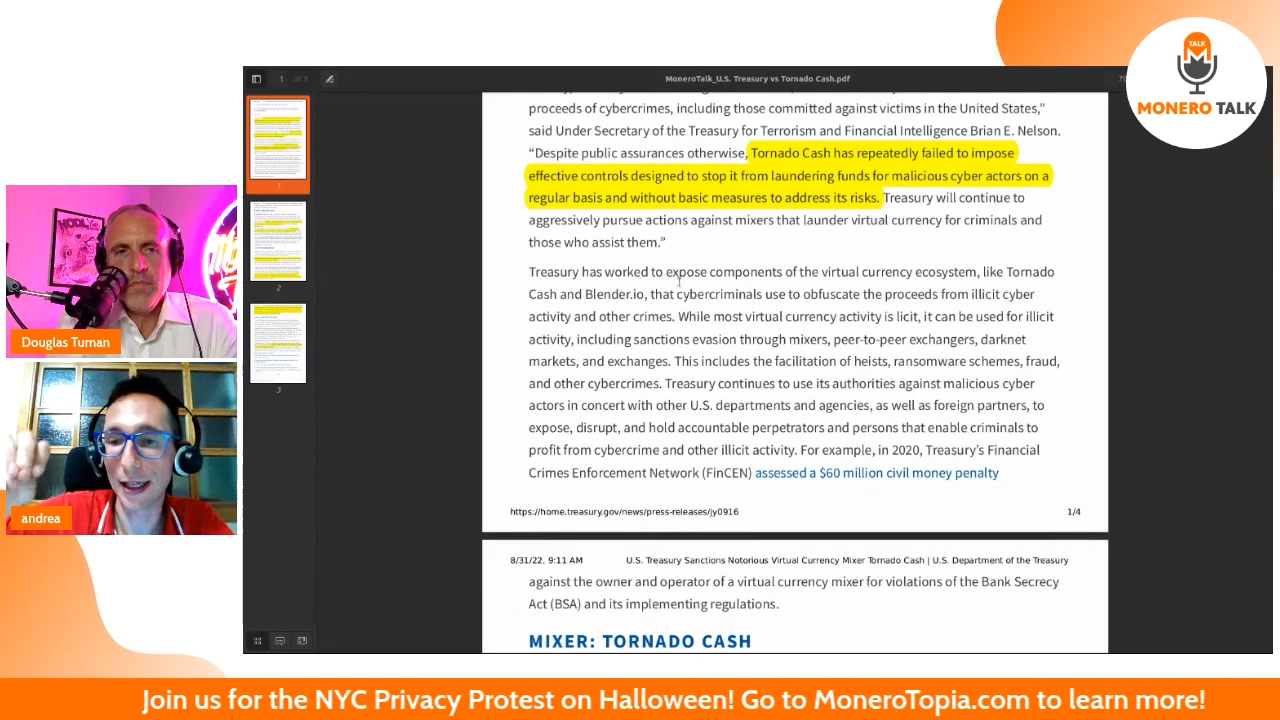 MoneroTalk_U.S. Treasury vs Tornado Cash.pdf
1 of 3
TALK
MONERO TALK
proceeds of cybercrimes, including those committed against victims in the United States,”
said Under Secretary of the Treasury for Terrorism and Financial Intelligence Brian E. Nelson.
“Despite public assurances otherwise, Tornado Cash has repeatedly failed to impose
effective controls designed to stop it from laundering funds for malicious cyber actors on a
regular basis and without basic measures to address its risks. Treasury will continue to
aggressively pursue actions against mixers that launder virtual currency for criminals and
those who assist them.”
Treasury has worked to expose components of the virtual currency ecosystem, like Tornado
Cash and Blender.io, that cybercriminals use to obfuscate the proceeds from illicit cyber
activity and other crimes. While most virtual currency activity is licit, it can be used for illicit
activity, including sanctions evasion through mixers, peer-to-peer exchangers, darknet
markets, and exchanges. This includes the facilitation of heists, ransomware schemes, fraud,
and other cybercrimes. Treasury continues to use its authorities against malicious cyber
actors in concert with other U.S. departments and agencies, as well as foreign partners, to
expose, disrupt, and hold accountable perpetrators and persons that enable criminals to
profit from cybercrime and other illicit activity. For example, in 2020, Treasury’s Financial
Crimes Enforcement Network (FinCEN) assessed a $60 million civil money penalty
https://home.treasury.gov/news/press-releases/jy0916 1/4
8/31/22, 9:11 AM U.S. Treasury Sanctions Notorious Virtual Currency Mixer Tornado Cash | U.S. Department of the Treasury
against the owner and operator of a virtual currency mixer for violations of the Bank Secrecy
Act (BSA) and its implementing regulations.
MIXER: TORNADO CASH
1
2
3
Douglas Tuman
andrea
Join us for the NYC Privacy Protest on Halloween! Go to MoneroTopia.com to learn more!